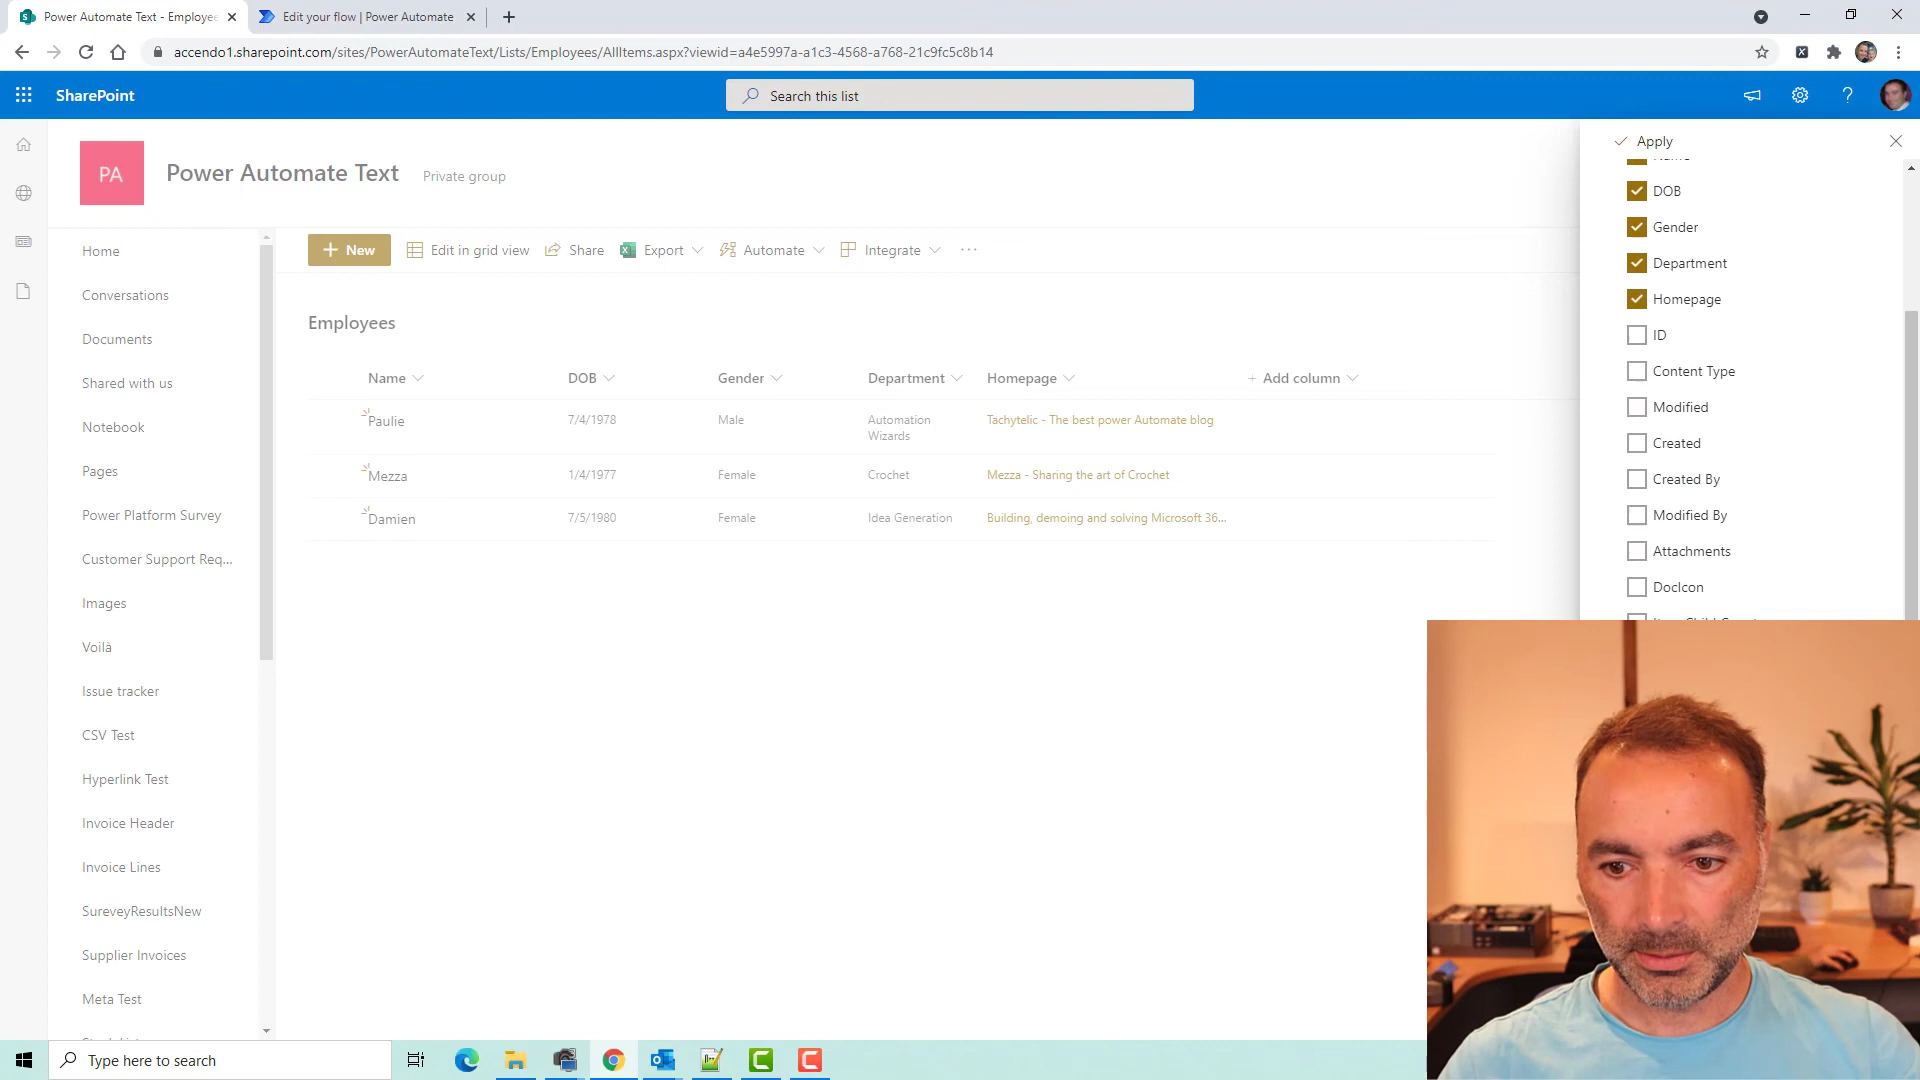 Power Automate Text - Employee
Edit your flow | Power Automate
accendo1.sharepoint.com/sites/PowerAutomateText/Lists/Employees/AllItems.aspx?viewid=a4e5997a-a1c3-4568-a768-21c9fc5c8b14
SharePoint
Search this list
PA
Power Automate Text
Private group
Apply
Name
DOB
Gender
Department
Homepage
ID
Content Type
Modified
Created
Created By
Modified By
Attachments
DocIcon
Home
Conversations
Documents
Shared with us
Notebook
Pages
Power Platform Survey
Customer Support Req...
Images
Voilà
Issue tracker
CSV Test
Hyperlink Test
Invoice Header
Invoice Lines
SureveyResultsNew
Supplier Invoices
Meta Test
New
Edit in grid view
Share
Export
Automate
Integrate
Employees
Name DOB Gender Department Homepage + Add column
Paulie 7/4/1978 Male Automation Wizards Tachytelic - The best power Automate blog
Mezza 1/4/1977 Female Crochet Mezza - Sharing the art of Crochet
Damien 7/5/1980 Female Idea Generation Building, demoing and solving Microsoft 36...
Type here to search